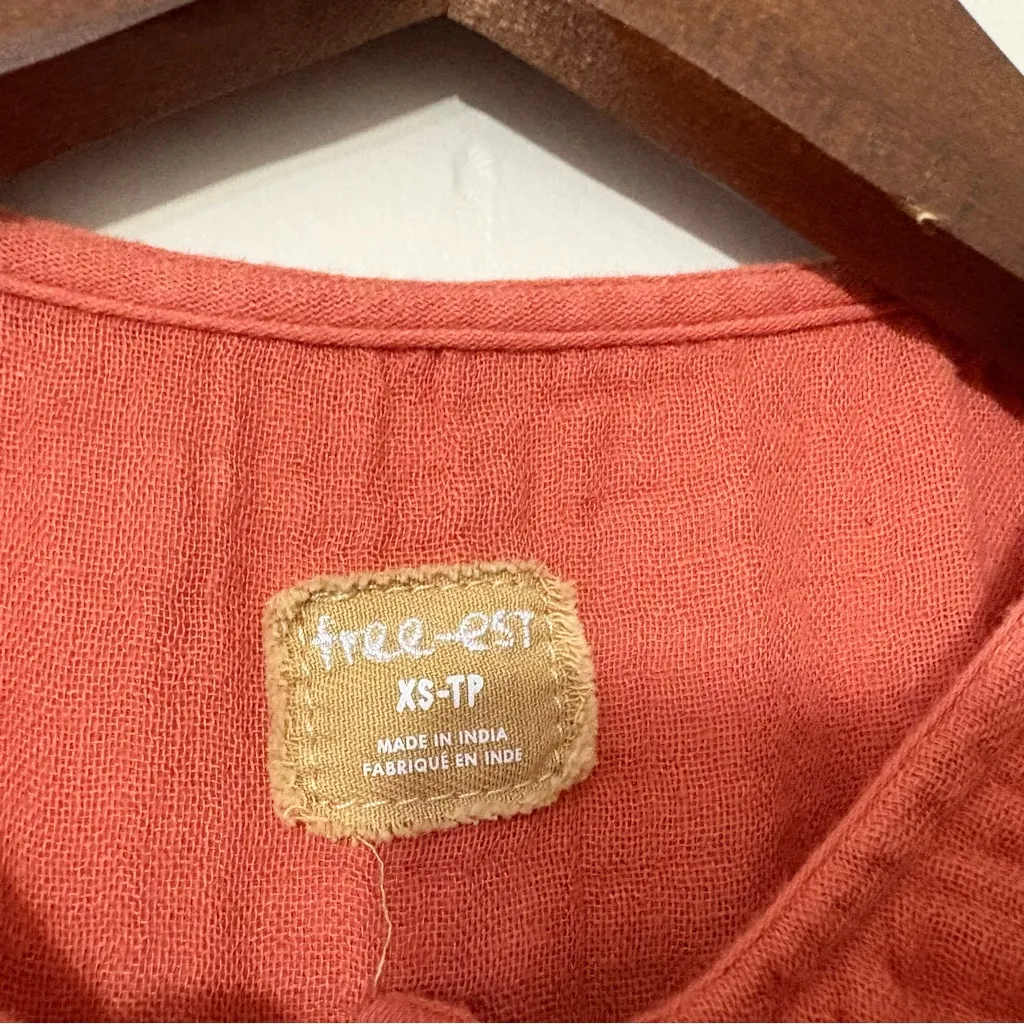 free-est
XS-TP
MADE IN INDIA
FABRIQUÉ EN INDE